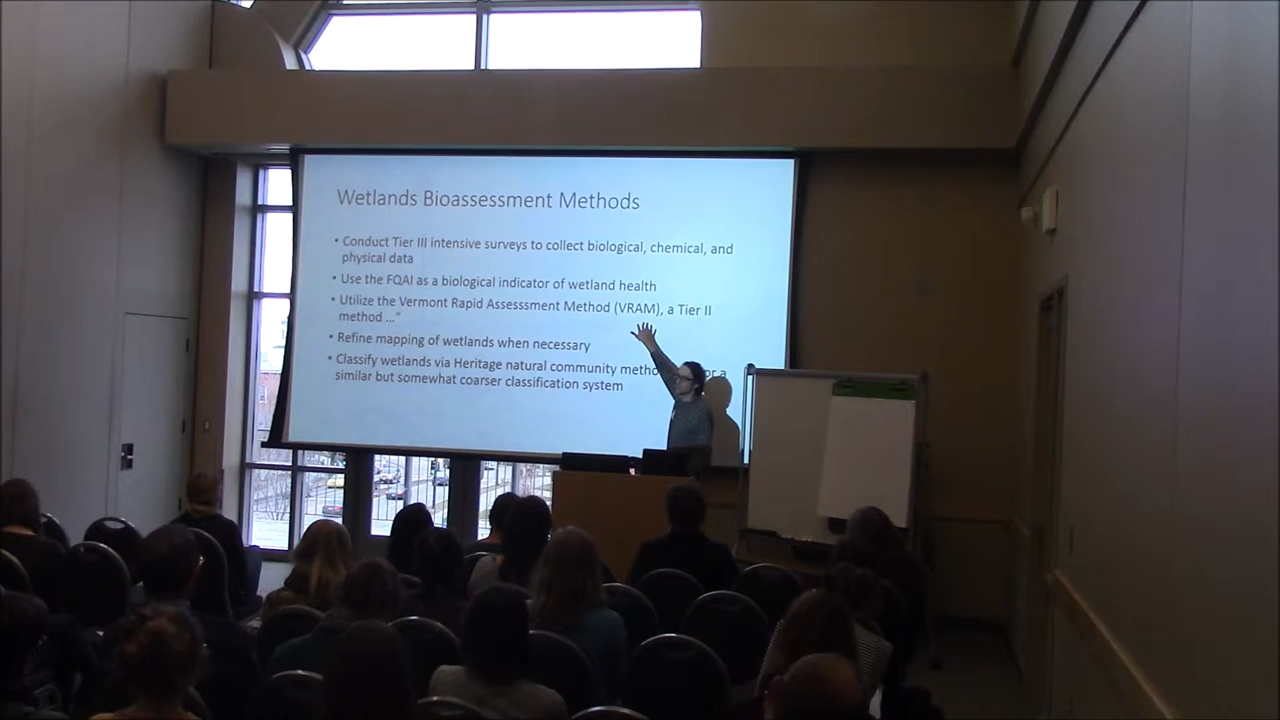 Wetlands Bioassessment Methods
• Conduct Tier III intensive surveys to collect biological, chemical, and
physical data
• Use the FQAI as a biological indicator of wetland health
• Utilize the Vermont Rapid Assesssment Method (VRAM), a Tier II
method ..."
• Refine mapping of wetlands when necessary
• Classify wetlands via Heritage natural community a
similar but somewhat coarser classification system